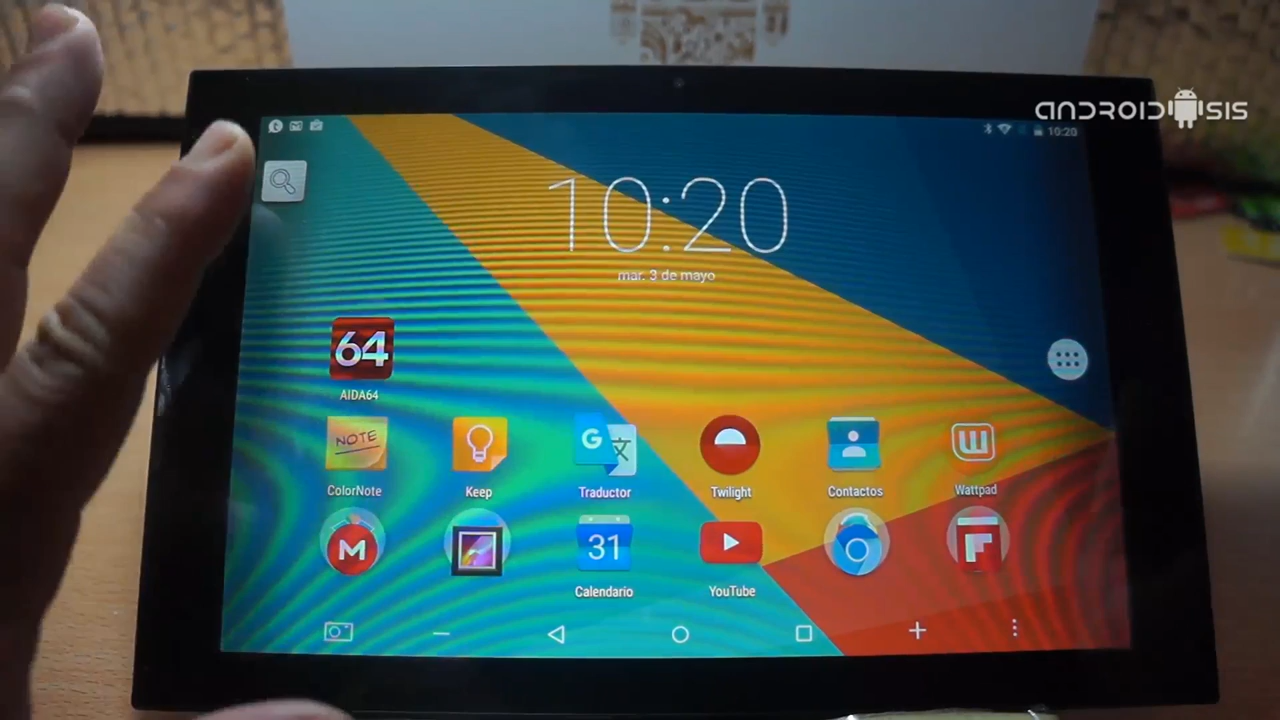 ANDROIDSIS
10:20
10:20
mar. 3 de mayo
64
AIDA64
NOTE
G 文
W
ColorNote
Keep
Traductor
Twilight
Contactos
Wattpad
M
31
F
Calendario
YouTube